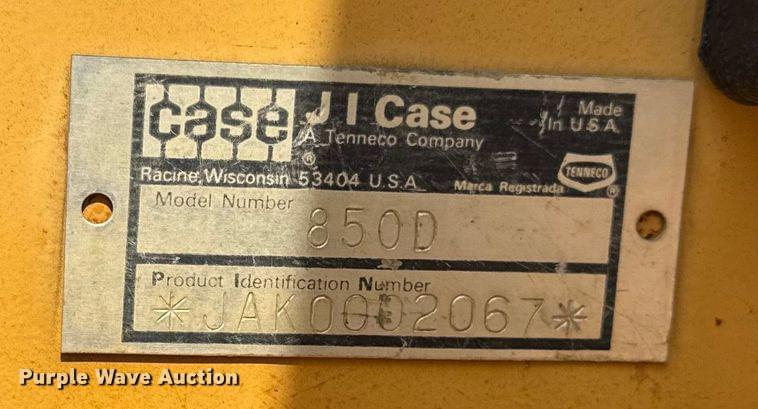 case
J I Case
A Tenneco Company
®
Made
In U.S.A.
Racine, Wisconsin 53404 U.S.A.
Marca Registrada
TENNECO
®
Model Number
850D
Product Identification Number
*JAK0002067*
Purple Wave Auction